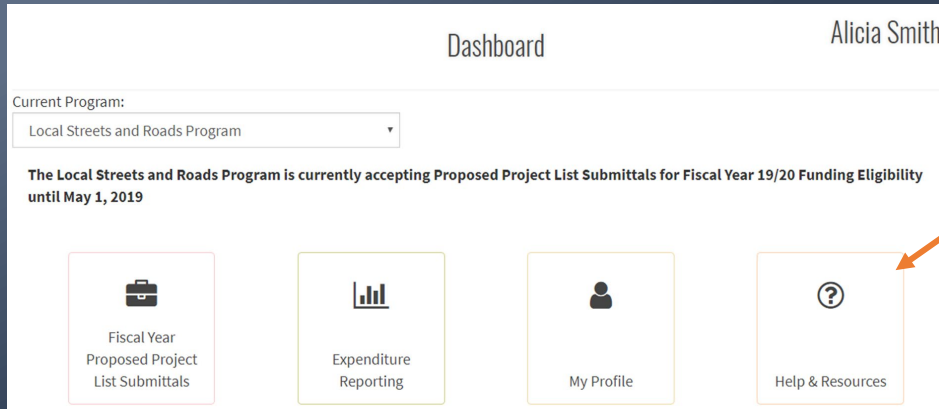 Dashboard
Alicia Smith
Current Program:
Local Streets and Roads Program
The Local Streets and Roads Program is currently accepting Proposed Project List Submittals for Fiscal Year 19/20 Funding Eligibility
until May 1, 2019
Fiscal Year
Proposed Project
List Submittals
Expenditure
Reporting
My Profile
Help & Resources